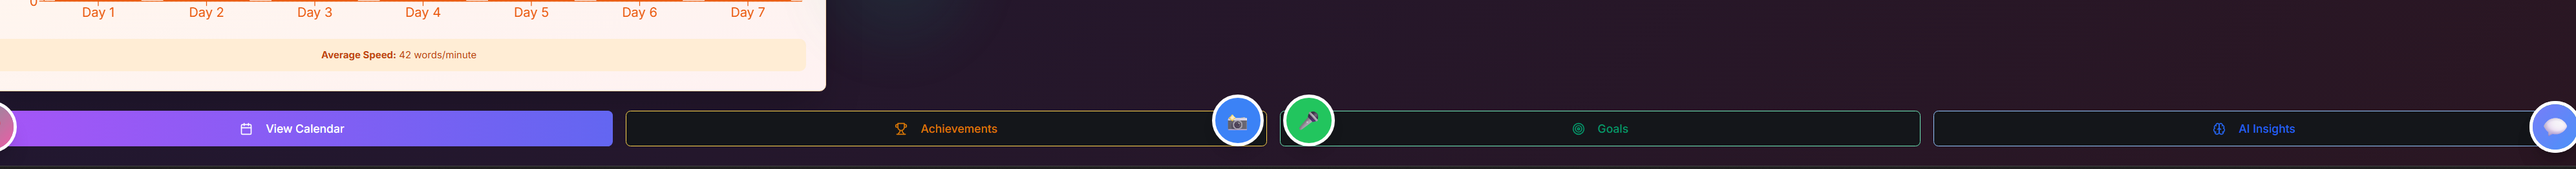 0
Day 1 Day 2 Day 3 Day 4 Day 5 Day 6 Day 7
Average Speed: 42 words/minute
View Calendar Achievements Goals AI Insights